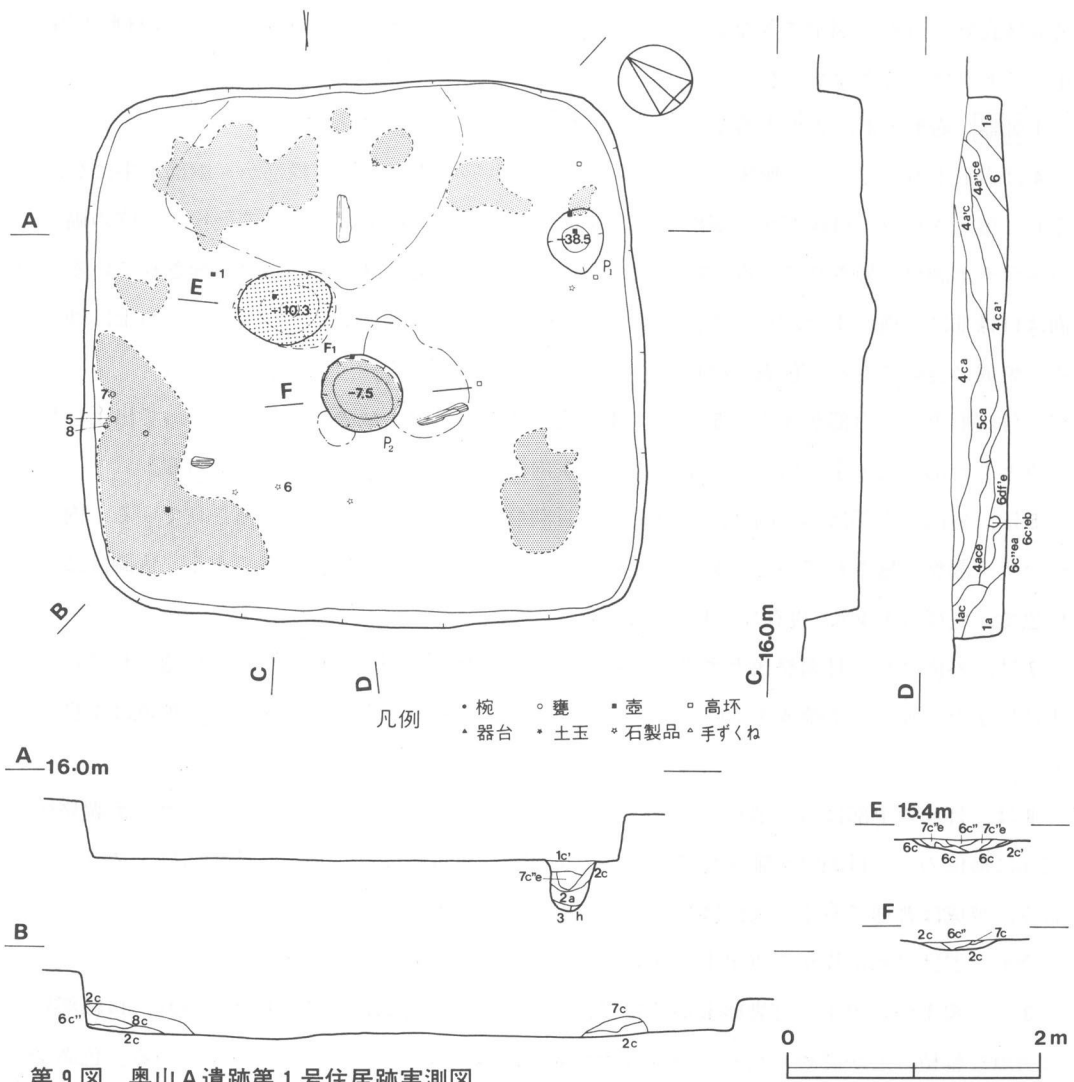 A
E
1
-10.3
-38.5
P1
F1
F
-7.5
7
5
8
P2
6
B
C
D
1a
6
4a''ce
4a'c
4ca'
4ca
5ca
6df'e
6c'eb
6c''ea
4ace
1ac
1a
C 16.0m
D
凡例 椀 甕 壺 高坏
器台 土玉 石製品 手ずくね
A 16.0m
1c'
7c''e 2c
2a
3 h
B
2c
6c'' 8c
2c
7c
2c
E 15.4m
7c''e 6c'' 7c''e
6c 6c 6c 2c'
F
2c 6c'' 7c
2c
0 2m
第9図 奥山A遺跡第1号住居跡実測図